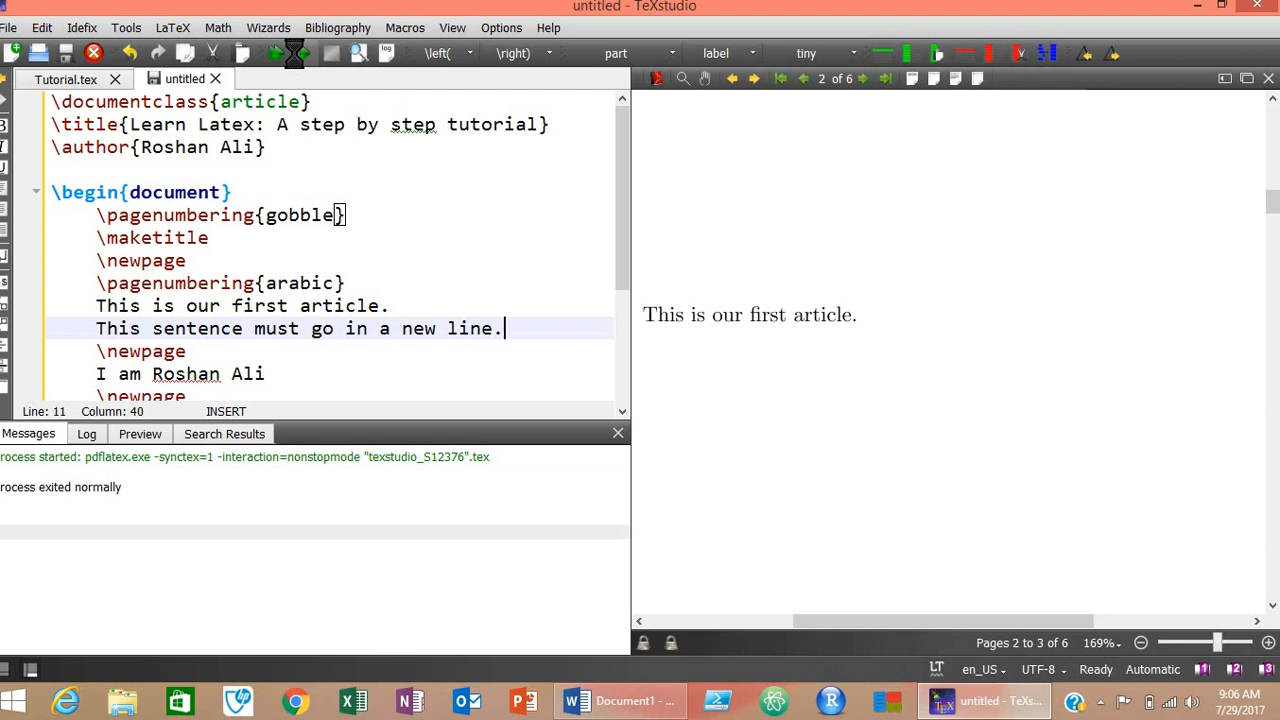 untitled - TeXstudio
File Edit Idefix Tools LaTeX Math Wizards Bibliography Macros View Options Help
\left( \right) part label tiny
Tutorial.tex untitled
2 of 6
\documentclass{article}
\title{Learn Latex: A step by step tutorial}
\author{Roshan Ali}
\begin{document}
\pagenumbering{gobble}
\maketitle
\newpage
\pagenumbering{arabic}
This is our first article.
This sentence must go in a new line.
\newpage
I am Roshan Ali
\newpage
Line: 11 Column: 40 INSERT
Messages Log Preview Search Results
rocess started: pdflatex.exe -synctex=1 -interaction=nonstopmode "texstudio_S12376".tex
rocess exited normally
This is our first article.
Pages 2 to 3 of 6 169%
LT en_US UTF-8 Ready Automatic 1 2 3
Document1 - ...
untitled - TeXs...
9:06 AM
7/29/2017